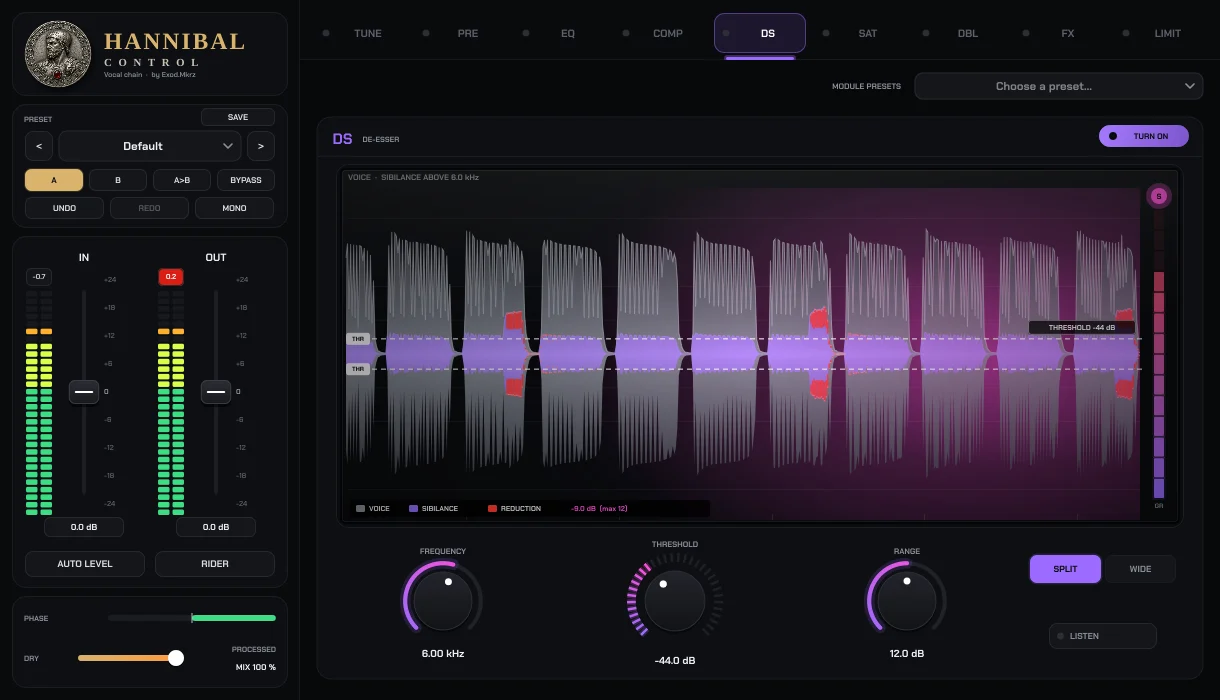 HANNIBAL
CONTROL
Vocal chain · by Exod.Mkrz
TUNE PRE EQ COMP DS SAT DBL FX LIMIT
MODULE PRESETS Choose a preset...
PRESET SAVE
< Default >
A B A>B BYPASS
UNDO REDO MONO
DS DE-ESSER TURN ON
VOICE · SIBILANCE ABOVE 6.0 kHz
S
IN OUT
-0.7 0.2
+24 +24
+18 +18
+12 +12
+6 +6
0 0
-6 -6
-12 -12
-18 -18
-24 -24
0.0 dB 0.0 dB
AUTO LEVEL RIDER
THRESHOLD -44 dB
THR
THR
VOICE SIBILANCE REDUCTION -9.0 dB (max 12)
GR
FREQUENCY THRESHOLD RANGE
6.00 kHz -44.0 dB 12.0 dB
SPLIT WIDE
LISTEN
PHASE
DRY PROCESSED
MIX 100 %